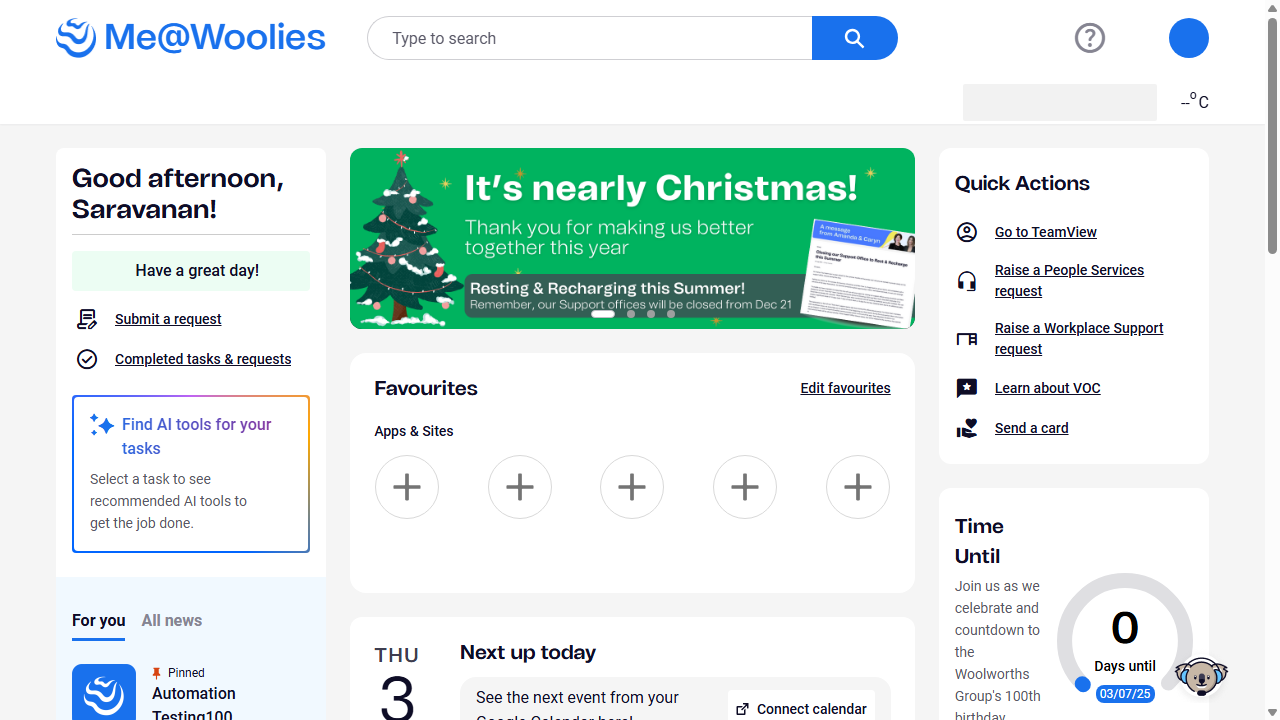 Me@Woolies
Type to search
--°C
Good afternoon,
Saravanan!
Have a great day!
Submit a request
Completed tasks & requests
Find AI tools for your
tasks
Select a task to see
recommended AI tools to
get the job done.
For you
All news
Pinned
Automation
Testing100
It's nearly Christmas!
Thank you for making us better
together this year
Resting & Recharging this Summer!
Remember, our Support offices will be closed from Dec 21
A message
from Amanda & Caryn
Favourites
Edit favourites
Apps & Sites
THU
3
Next up today
See the next event from your
Google Calendar here!
Connect calendar
Quick Actions
Go to TeamView
Raise a People Services
request
Raise a Workplace Support
request
Learn about VOC
Send a card
Time
Until
Join us as we
celebrate and
countdown to
the
Woolworths
Group's 100th
birthday
0
Days until
03/07/25